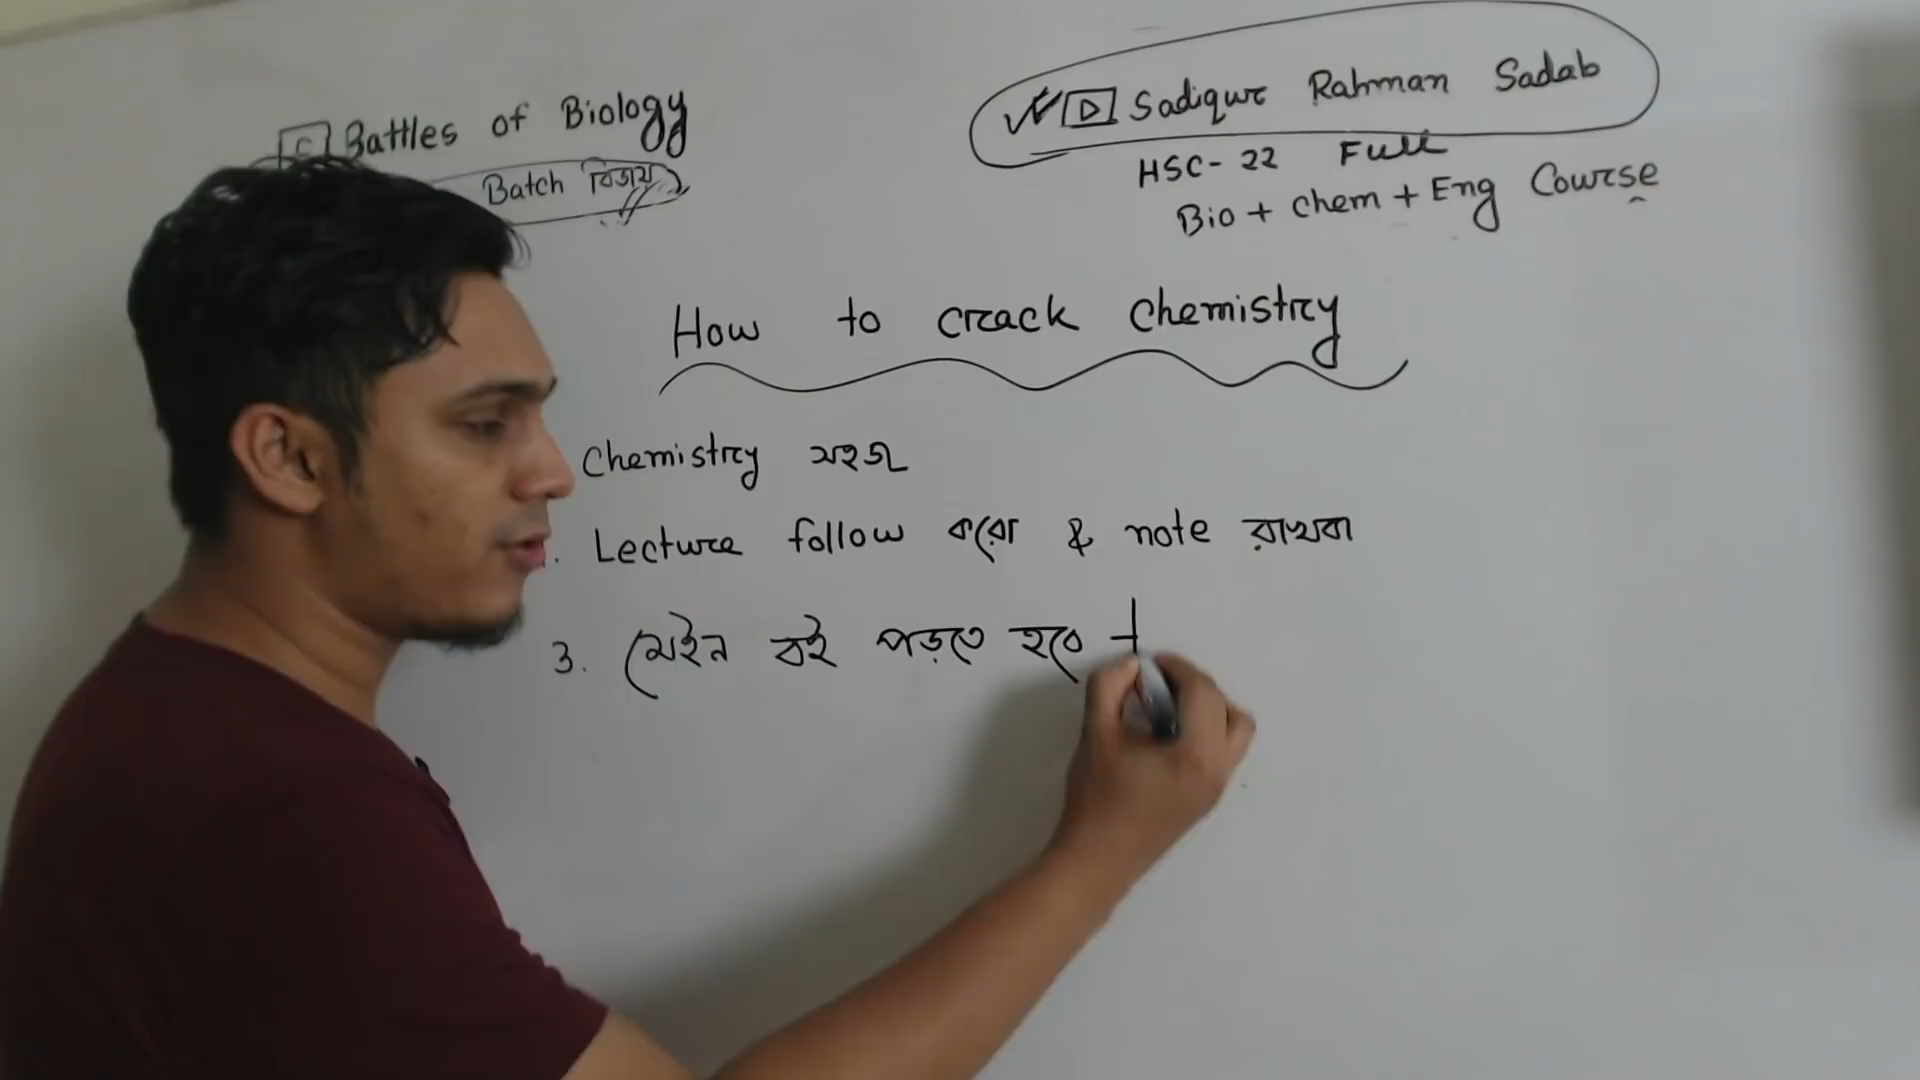 Battles of Biology
Batch বিজয়
Sadiqur Rahman Sadab
HSC-22 Full
Bio + Chem + Eng Course
How to crack chemistry
Chemistry সহজ
. Lecture follow করো & note রাখবা
3. মেইন বই পড়তে হবে +